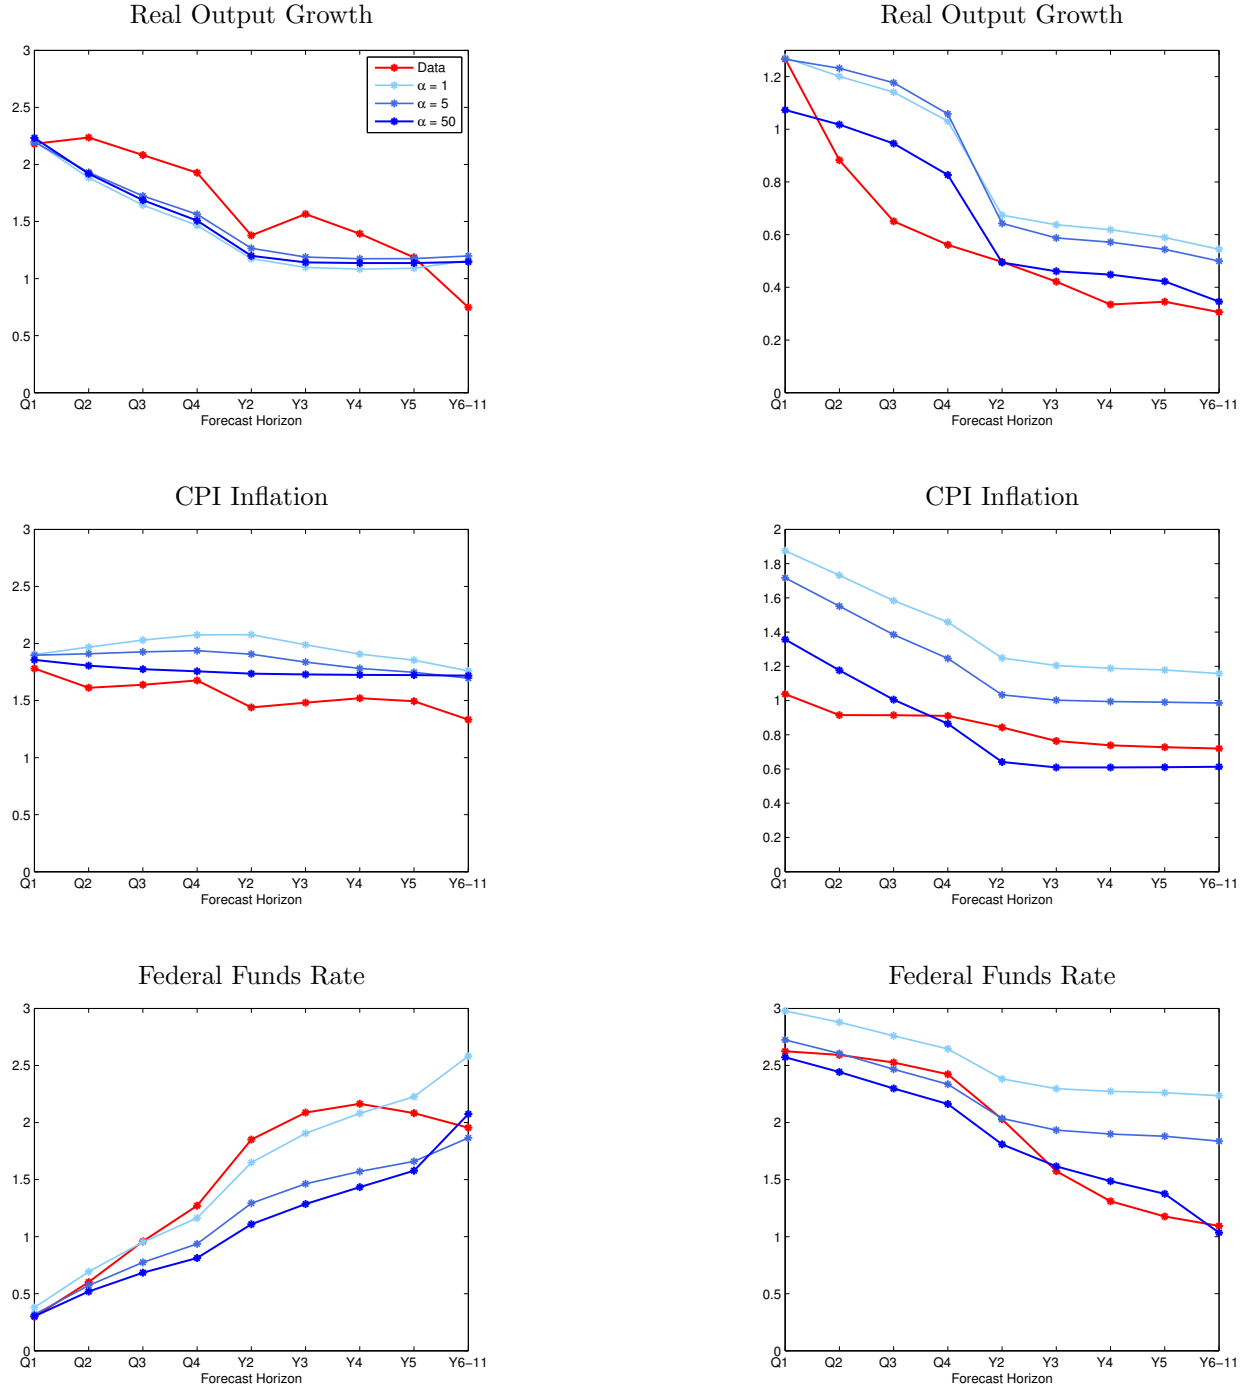 Real Output Growth
3
2.5
2
1.5
1
0.5
0
Data
α = 1
α = 5
α = 50
Q1 Q2 Q3 Q4 Y2 Y3 Y4 Y5 Y6−11
Forecast Horizon
Real Output Growth
1.2
1
0.8
0.6
0.4
0.2
0
Q1 Q2 Q3 Q4 Y2 Y3 Y4 Y5 Y6−11
Forecast Horizon
CPI Inflation
3
2.5
2
1.5
1
0.5
0
Q1 Q2 Q3 Q4 Y2 Y3 Y4 Y5 Y6−11
Forecast Horizon
CPI Inflation
2
1.8
1.6
1.4
1.2
1
0.8
0.6
0.4
0.2
0
Q1 Q2 Q3 Q4 Y2 Y3 Y4 Y5 Y6−11
Forecast Horizon
Federal Funds Rate
3
2.5
2
1.5
1
0.5
0
Q1 Q2 Q3 Q4 Y2 Y3 Y4 Y5 Y6−11
Forecast Horizon
Federal Funds Rate
3
2.5
2
1.5
1
0.5
0
Q1 Q2 Q3 Q4 Y2 Y3 Y4 Y5 Y6−11
Forecast Horizon